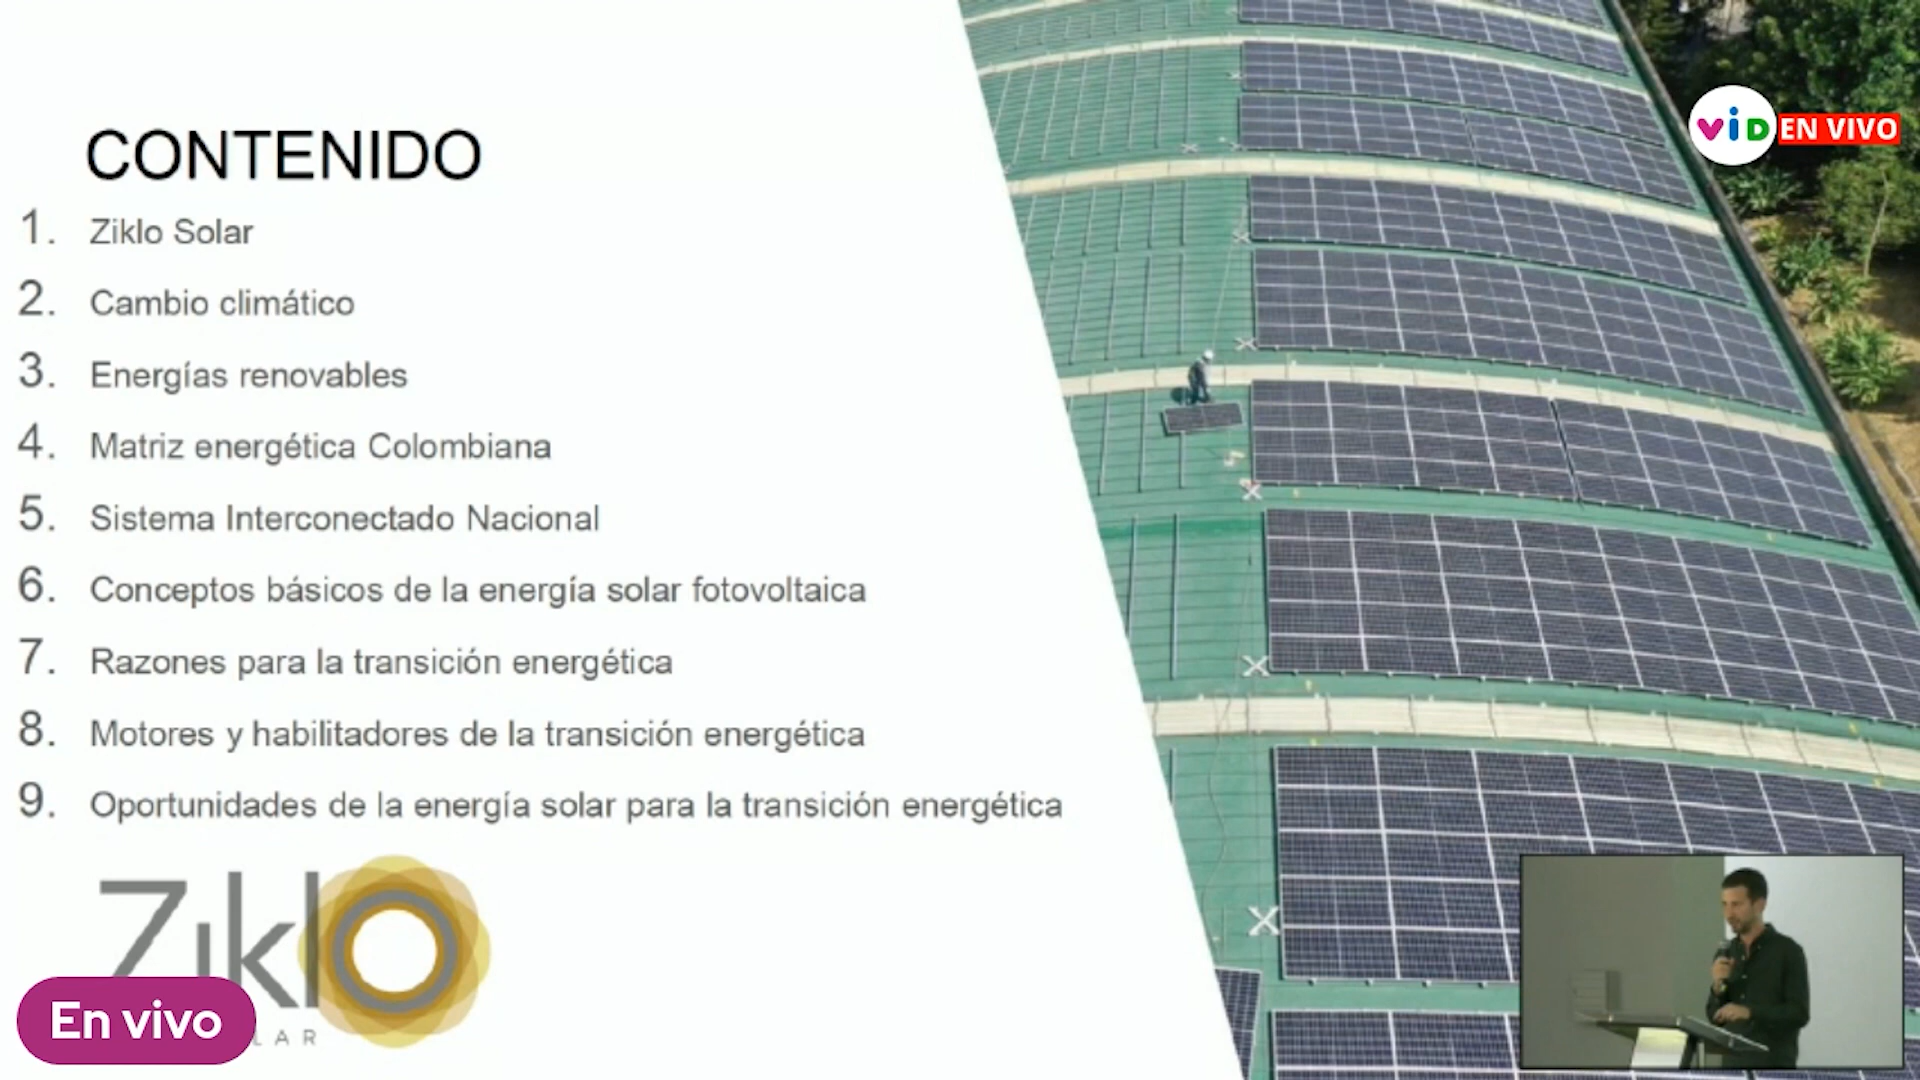 CONTENIDO
1. Ziklo Solar
2. Cambio climático
3. Energías renovables
4. Matriz energética Colombiana
5. Sistema Interconectado Nacional
6. Conceptos básicos de la energía solar fotovoltaica
7. Razones para la transición energética
8. Motores y habilitadores de la transición energética
9. Oportunidades de la energía solar para la transición energética
Ziklo
LAR
En vivo
ViD EN VIVO